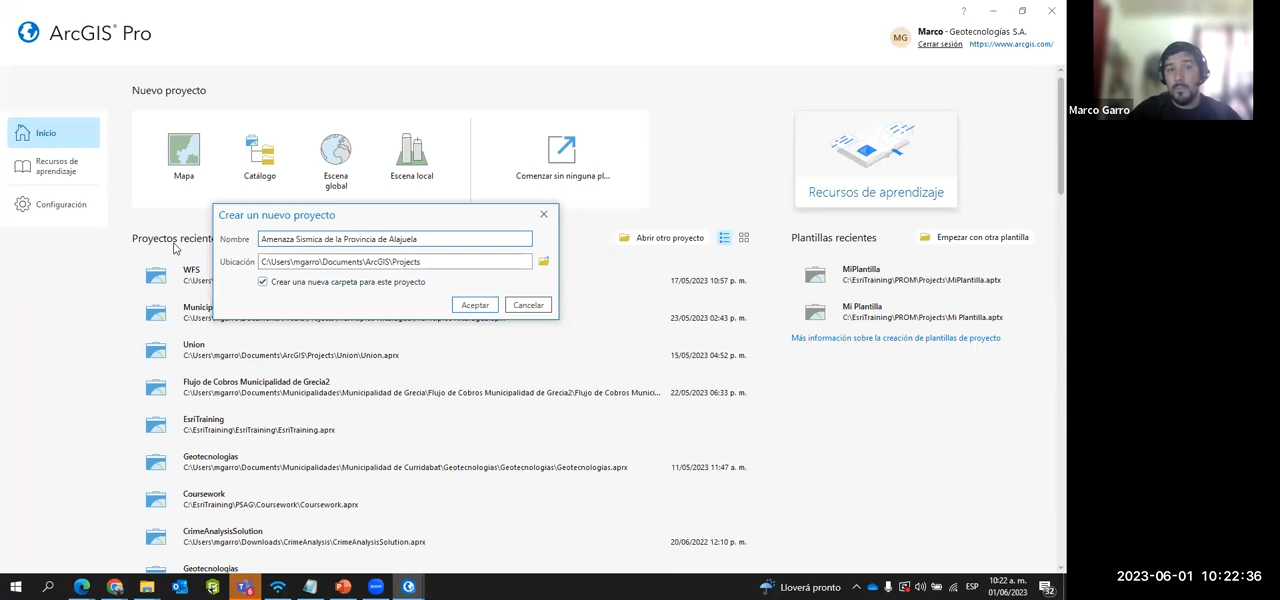 ArcGIS® Pro
?
MG
Marco - Geotecnologías S.A.
Cerrar sesión
https://www.arcgis.com/
Marco Garro
Nuevo proyecto
Inicio
Recursos de
aprendizaje
Configuración
Mapa
Catálogo
Escena
global
Escena local
Comenzar sin ninguna pl...
Recursos de aprendizaje
Crear un nuevo proyecto
Nombre
Amenaza Sismica de la Provincia de Alajuela
Ubicación
C:\Users\mgarro\Documents\ArcGIS\Projects
Crear una nueva carpeta para este proyecto
Aceptar
Cancelar
Proyectos reciente
Abrir otro proyecto
Plantillas recientes
Empezar con otra plantilla
WFS
C:\Users
17/05/2023 10:57 p. m.
Municip
23/05/2023 02:43 p. m.
Union
C:\Users\mgarro\Documents\ArcGIS\Projects\Union\Union.aprx
15/05/2023 04:52 p. m.
Flujo de Cobros Municipalidad de Grecia2
C:\Users\mgarro\Documents\Municipalidades\Municipalidad de Grecia\Flujo de Cobros Municipalidad de Grecia2\Flujo de Cobros Munici...
22/05/2023 06:33 p. m.
EsriTraining
C:\EsriTraining\EsriTraining\EsriTraining.aprx
Geotecnologias
C:\Users\mgarro\Documents\Municipalidades\Municipalidad de Curridabat\Geotecnologias\Geotecnologias\Geotecnologias.aprx
11/05/2023 11:47 a. m.
Coursework
C:\EsriTraining\PSAG\Coursework\Coursework.aprx
CrimeAnalysisSolution
C:\Users\mgarro\Downloads\CrimeAnalysis\CrimeAnalysisSolution.aprx
20/06/2022 12:10 p. m.
Geotecnologias
MiPlantilla
C:\EsriTraining\PROM\Projects\MiPlantilla.aptx
Mi Plantilla
C:\EsriTraining\PROM\Projects\Mi Plantilla.aptx
Más información sobre la creación de plantillas de proyecto
Lloverá pronto
ESP
10:22 a. m.
01/06/2023
32
2023-06-01 10:22:36